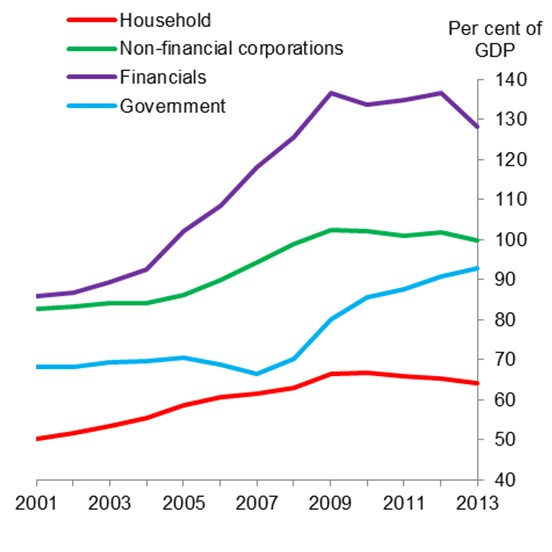 Household
Non-financial corporations
Financials
Government
Per cent of
GDP
140
130
120
110
100
90
80
70
60
50
40
2001 2003 2005 2007 2009 2011 2013